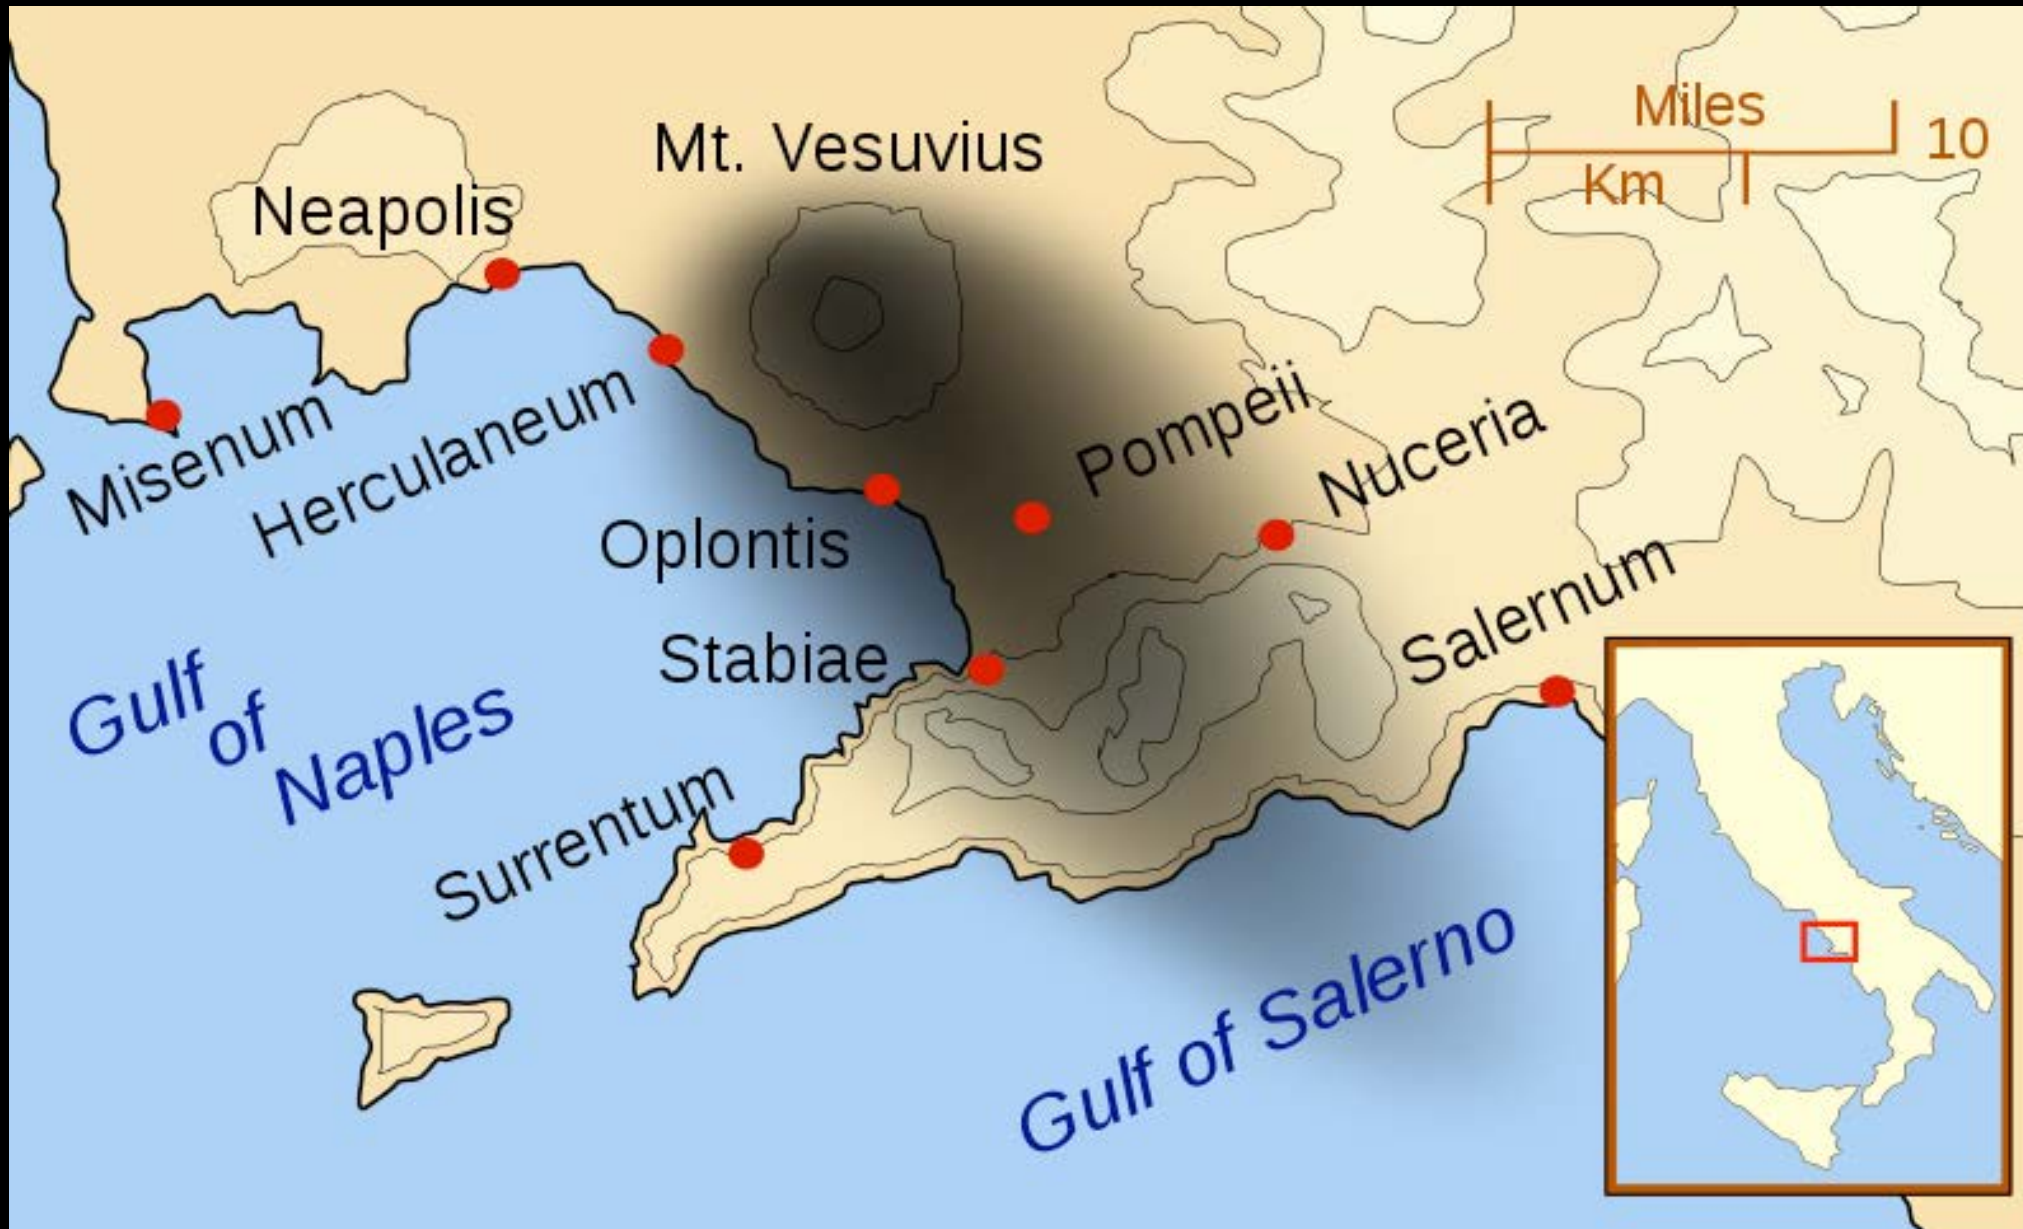 Miles
10
Km
Mt. Vesuvius
Neapolis
Misenum
Herculaneum
Pompeii
Nuceria
Oplontis
Stabiae
Salernum
Gulf
of
Naples
Surrentum
Gulf of Salerno